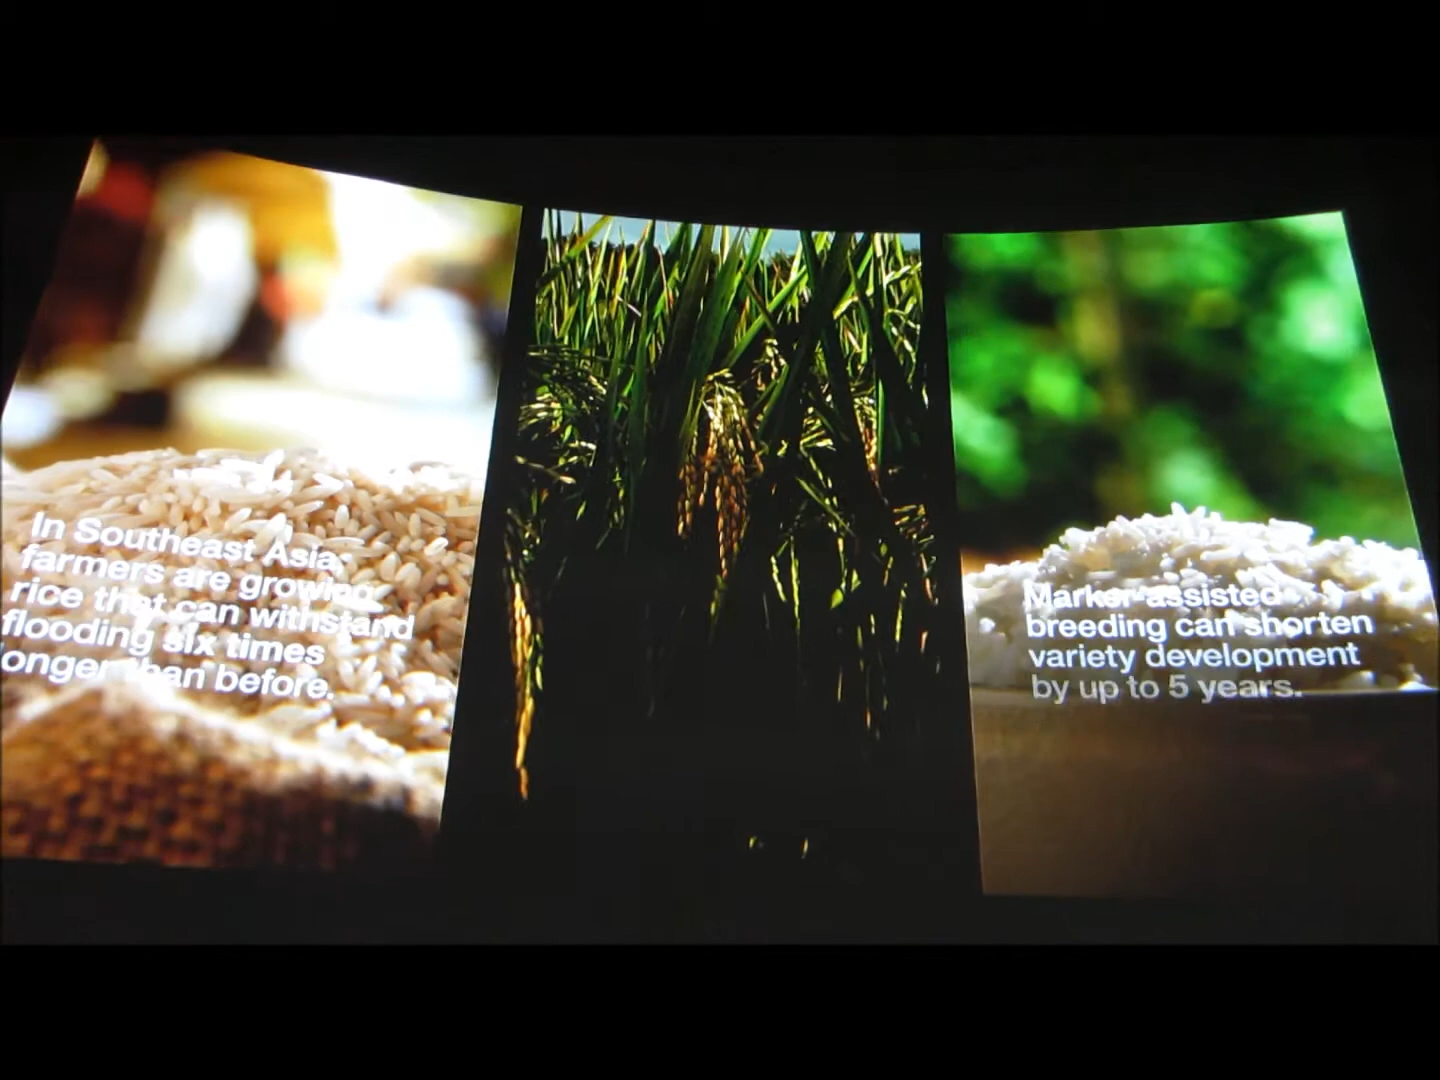 In Southeast Asia,
farmers are growing
rice that can withstand
flooding six times
longer than before.
Marker-assisted
breeding can shorten
variety development
by up to 5 years.